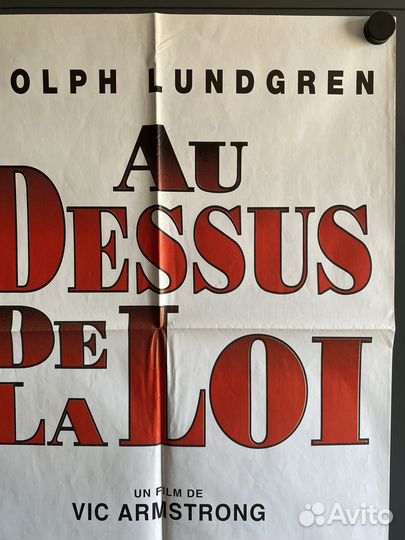 OLPH LUNDGREN
AU
DESSUS
DE
LA LOI
UN FILM DE
VIC ARMSTRONG
Avito